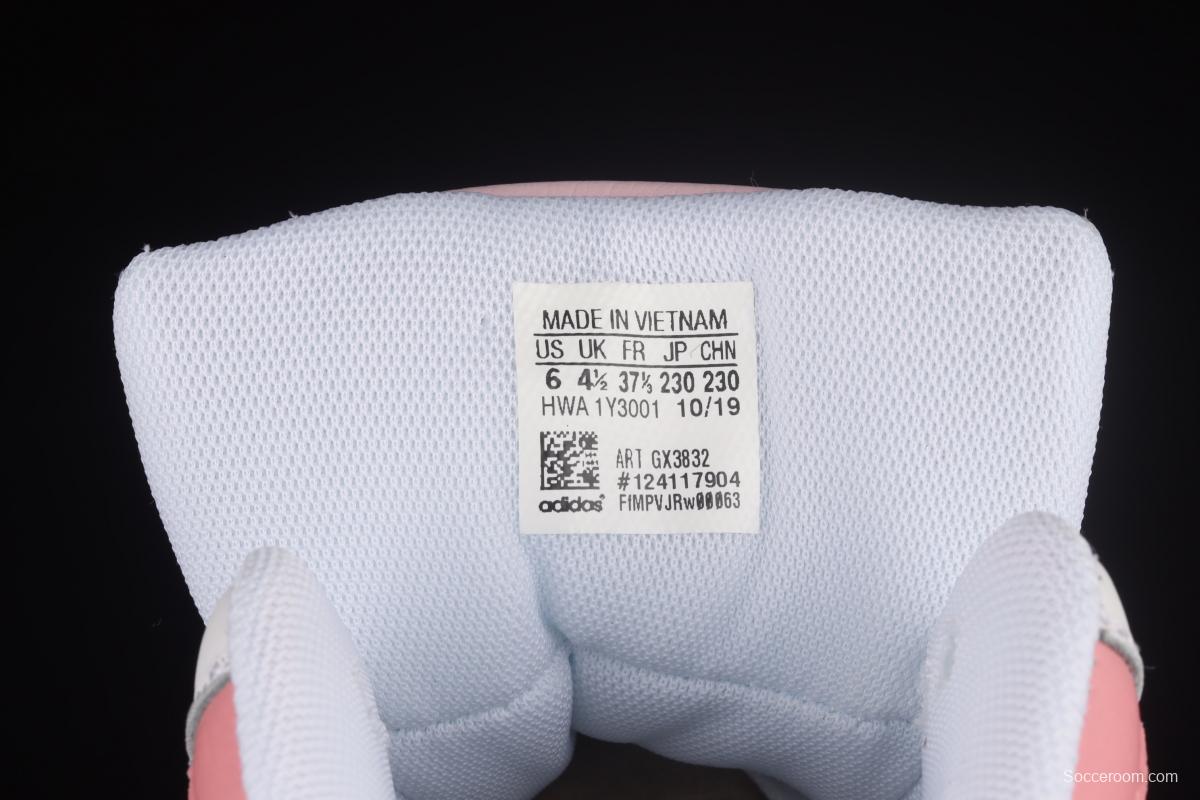 MADE IN VIETNAM
US UK FR JP CHN
6 4½ 37⅓ 230 230
HWA 1Y3001 10/19
ART GX3832
#124117904
adidas® FfMPVJRw00063
Socceroom.com